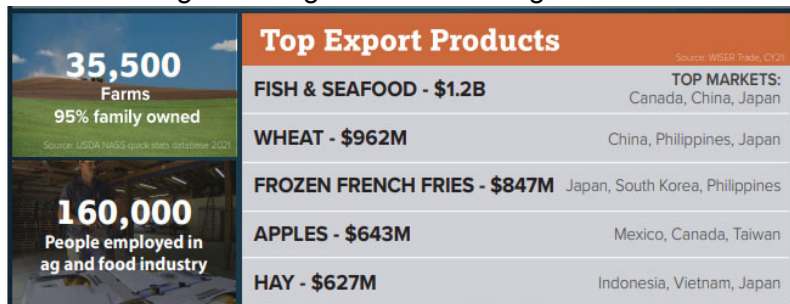 35,500
Farms
95% family owned
Source: USDA NASS quick stats database 2021
160,000
People employed in
ag and food industry
Top Export Products
Source: WISER Trade, CY21
FISH & SEAFOOD - $1.2B
TOP MARKETS:
Canada, China, Japan
WHEAT - $962M
China, Philippines, Japan
FROZEN FRENCH FRIES - $847M
Japan, South Korea, Philippines
APPLES - $643M
Mexico, Canada, Taiwan
HAY - $627M
Indonesia, Vietnam, Japan